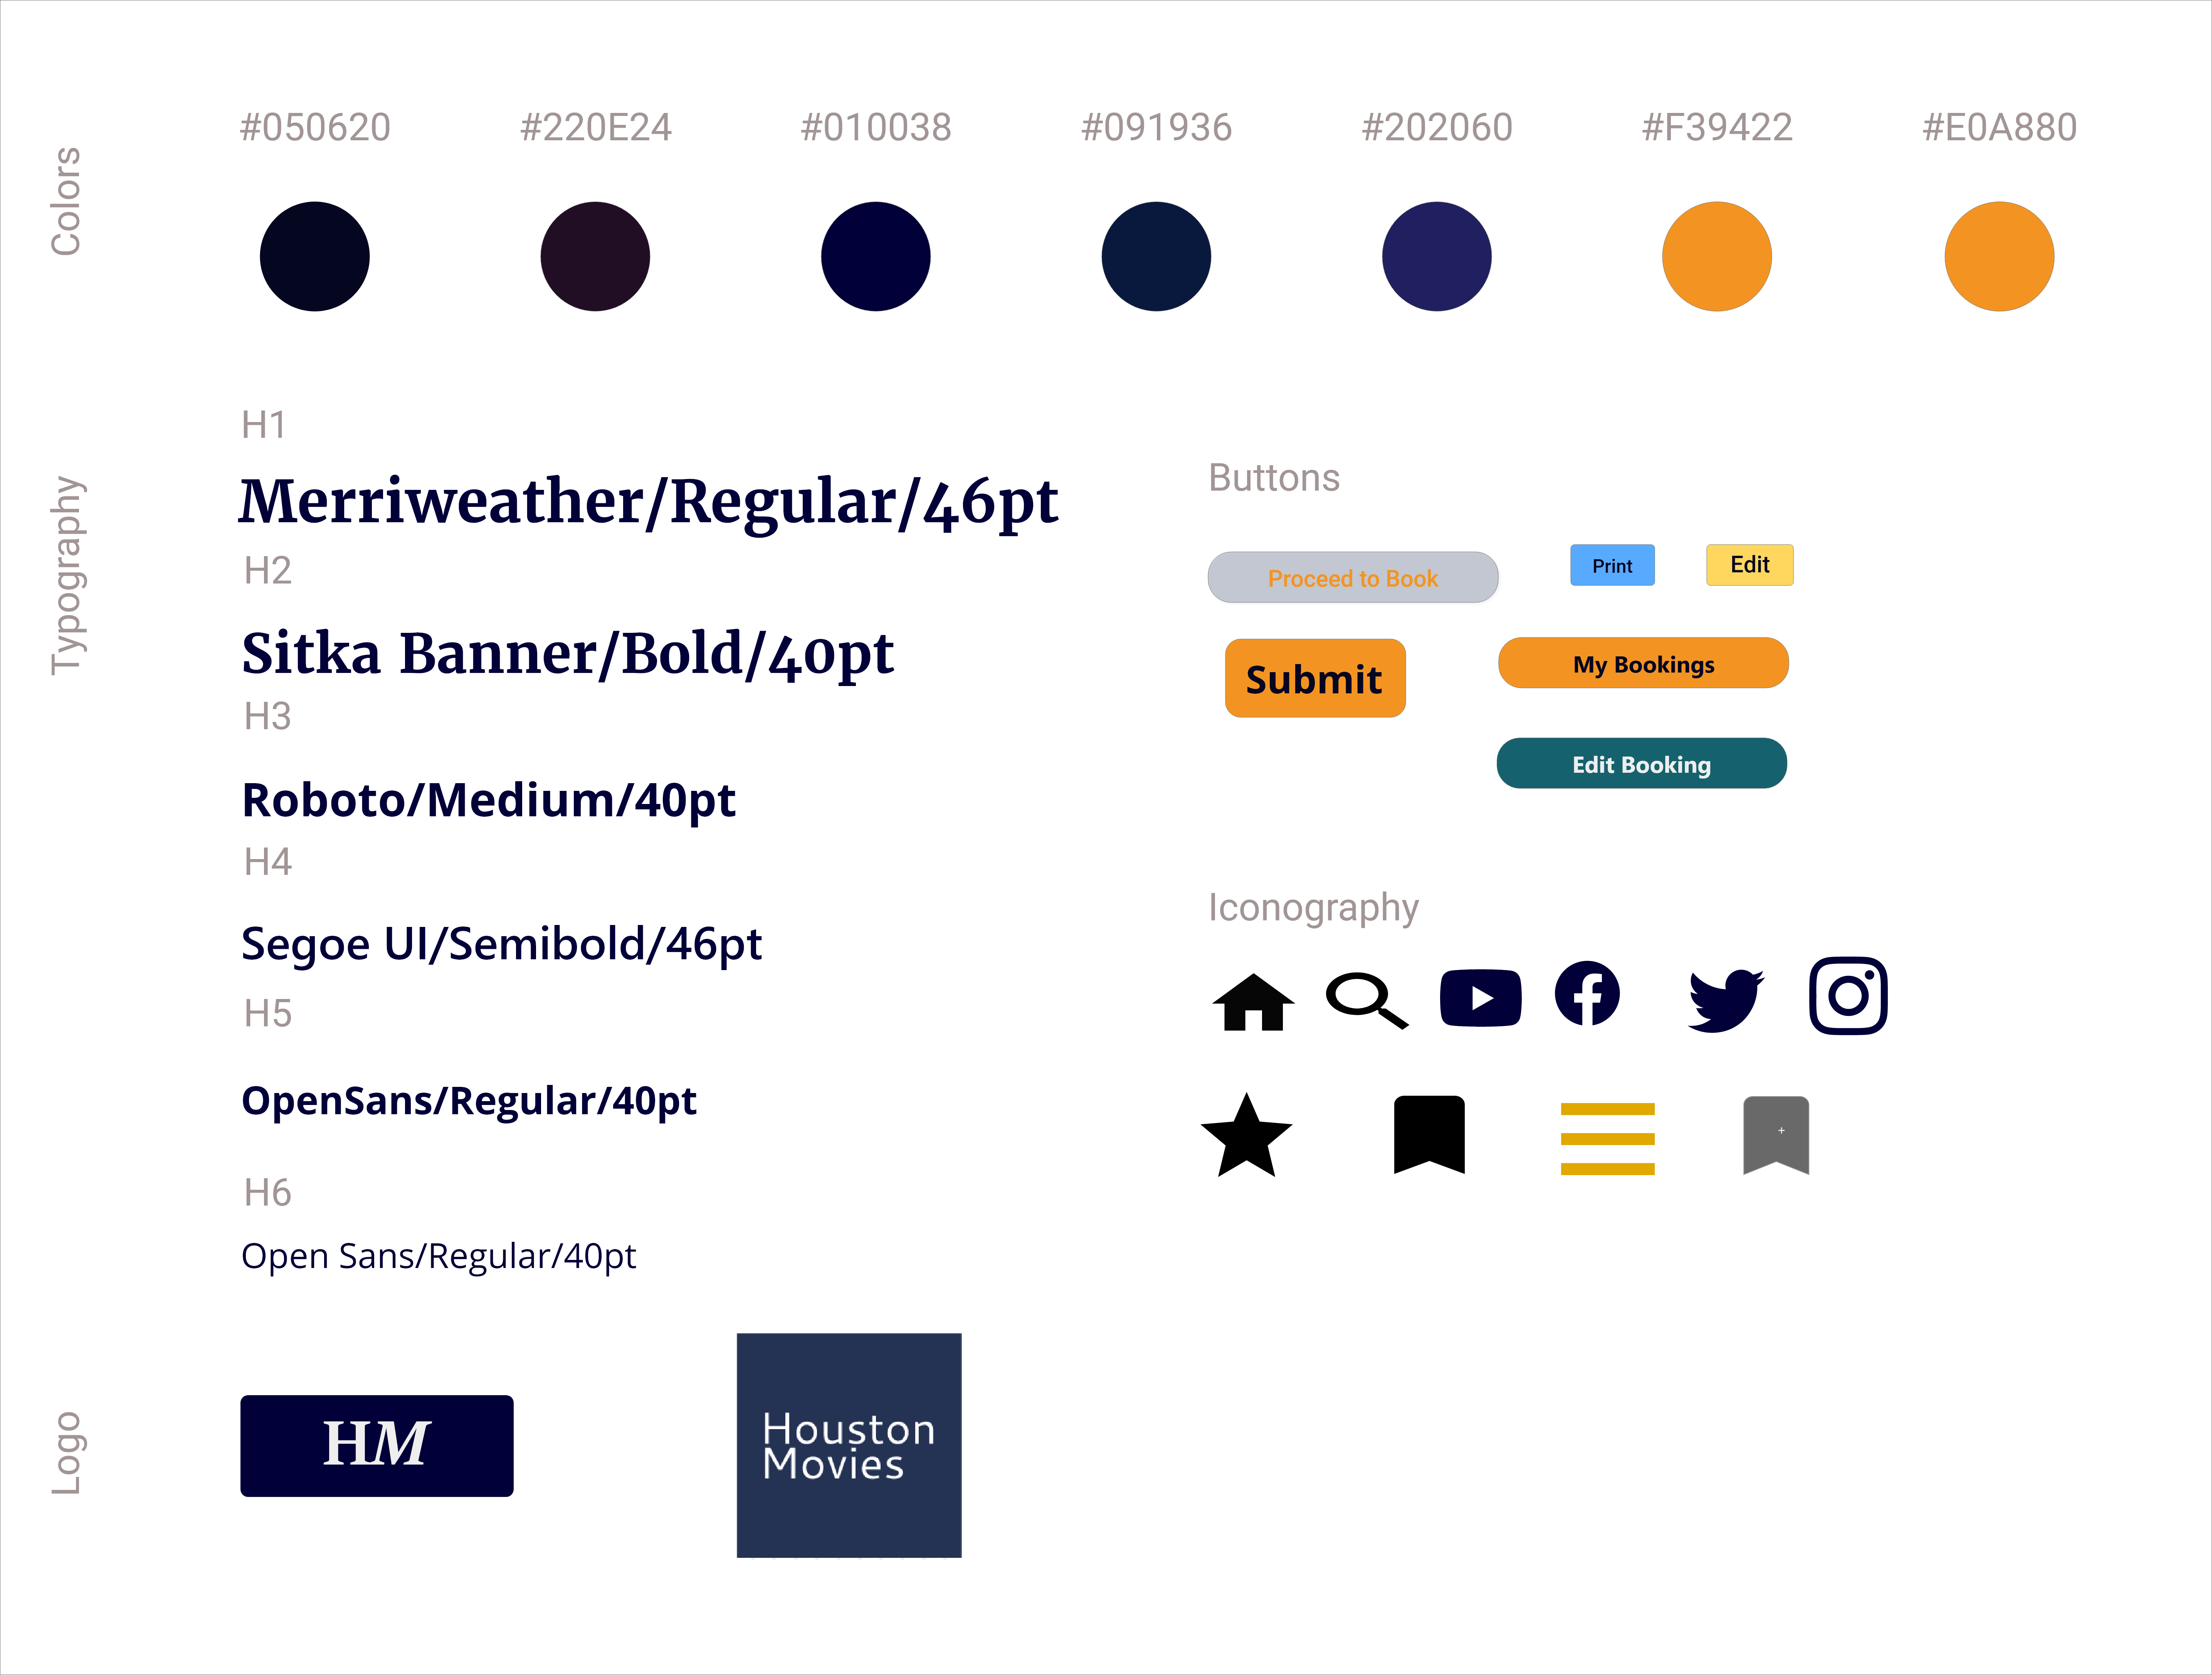 Colors
#050620 #220E24 #010038 #091936 #202060 #F39422 #E0A880
Typography
H1
Merriweather/Regular/46pt
H2
Sitka Banner/Bold/40pt
H3
Roboto/Medium/40pt
H4
Segoe UI/Semibold/46pt
H5
OpenSans/Regular/40pt
H6
Open Sans/Regular/40pt
Buttons
Proceed to Book
Print
Edit
Submit
My Bookings
Edit Booking
Iconography
Logo
HM
Houston
Movies